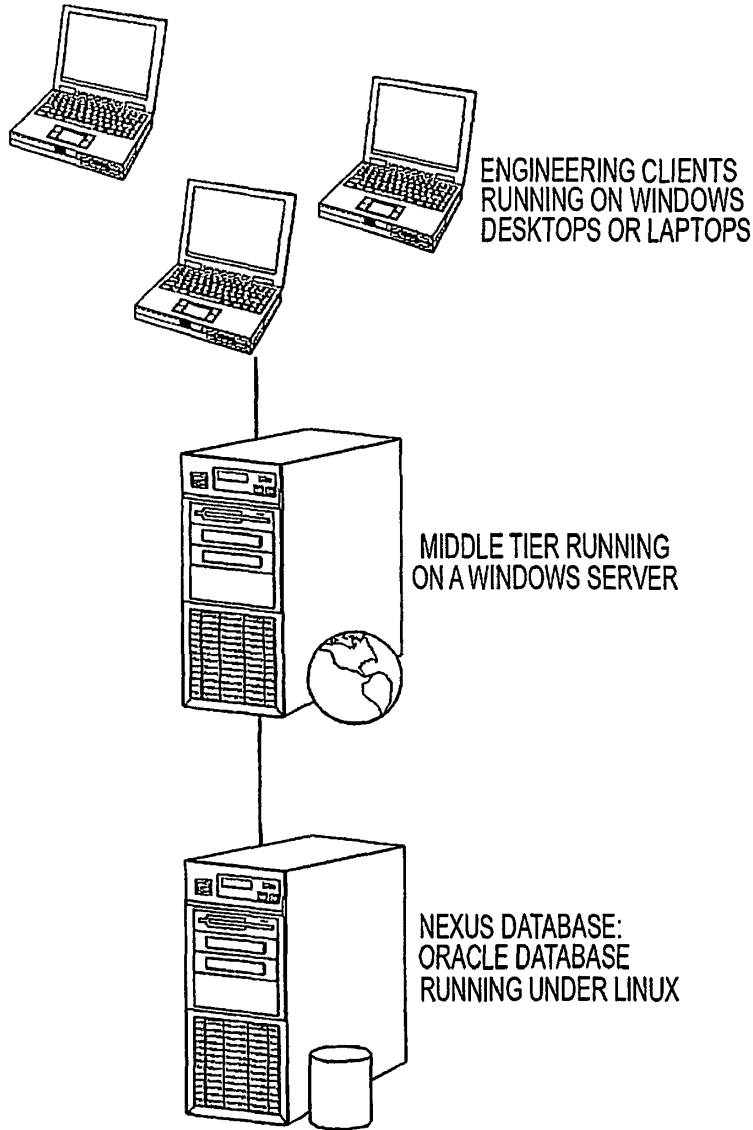 ENGINEERING CLIENTS
RUNNING ON WINDOWS
DESKTOPS OR LAPTOPS
MIDDLE TIER RUNNING
ON A WINDOWS SERVER
NEXUS DATABASE:
ORACLE DATABASE
RUNNING UNDER LINUX